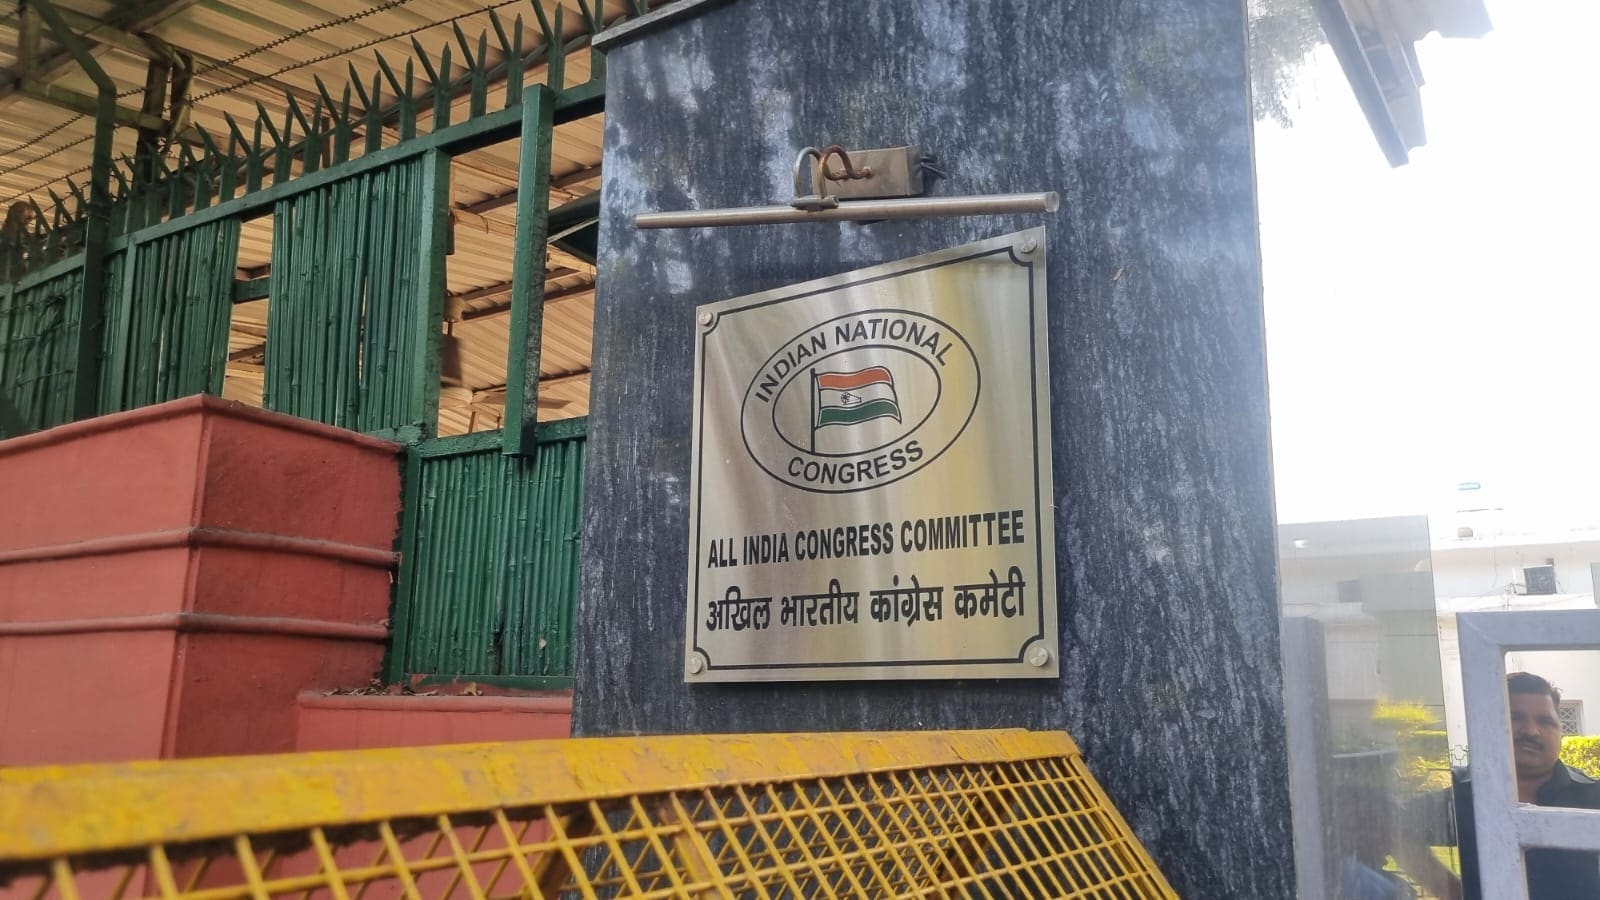 INDIAN NATIONAL
CONGRESS
ALL INDIA CONGRESS COMMITTEE
अखिल भारतीय कांग्रेस कमेटी